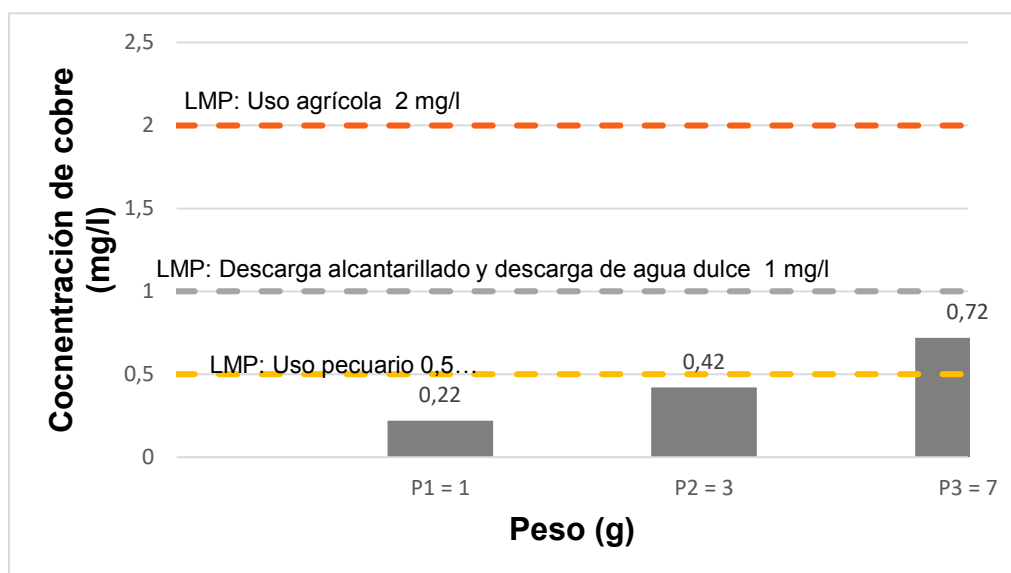 Cocnentración de cobre
(mg/l)
2,5
LMP: Uso agrícola 2 mg/l
2
1,5
LMP: Descarga alcantarillado y descarga de agua dulce 1 mg/l
1
0,72
LMP: Uso pecuario 0,5…
0,5
0,42
0,22
0
P1 = 1
P2 = 3
P3 = 7
Peso (g)